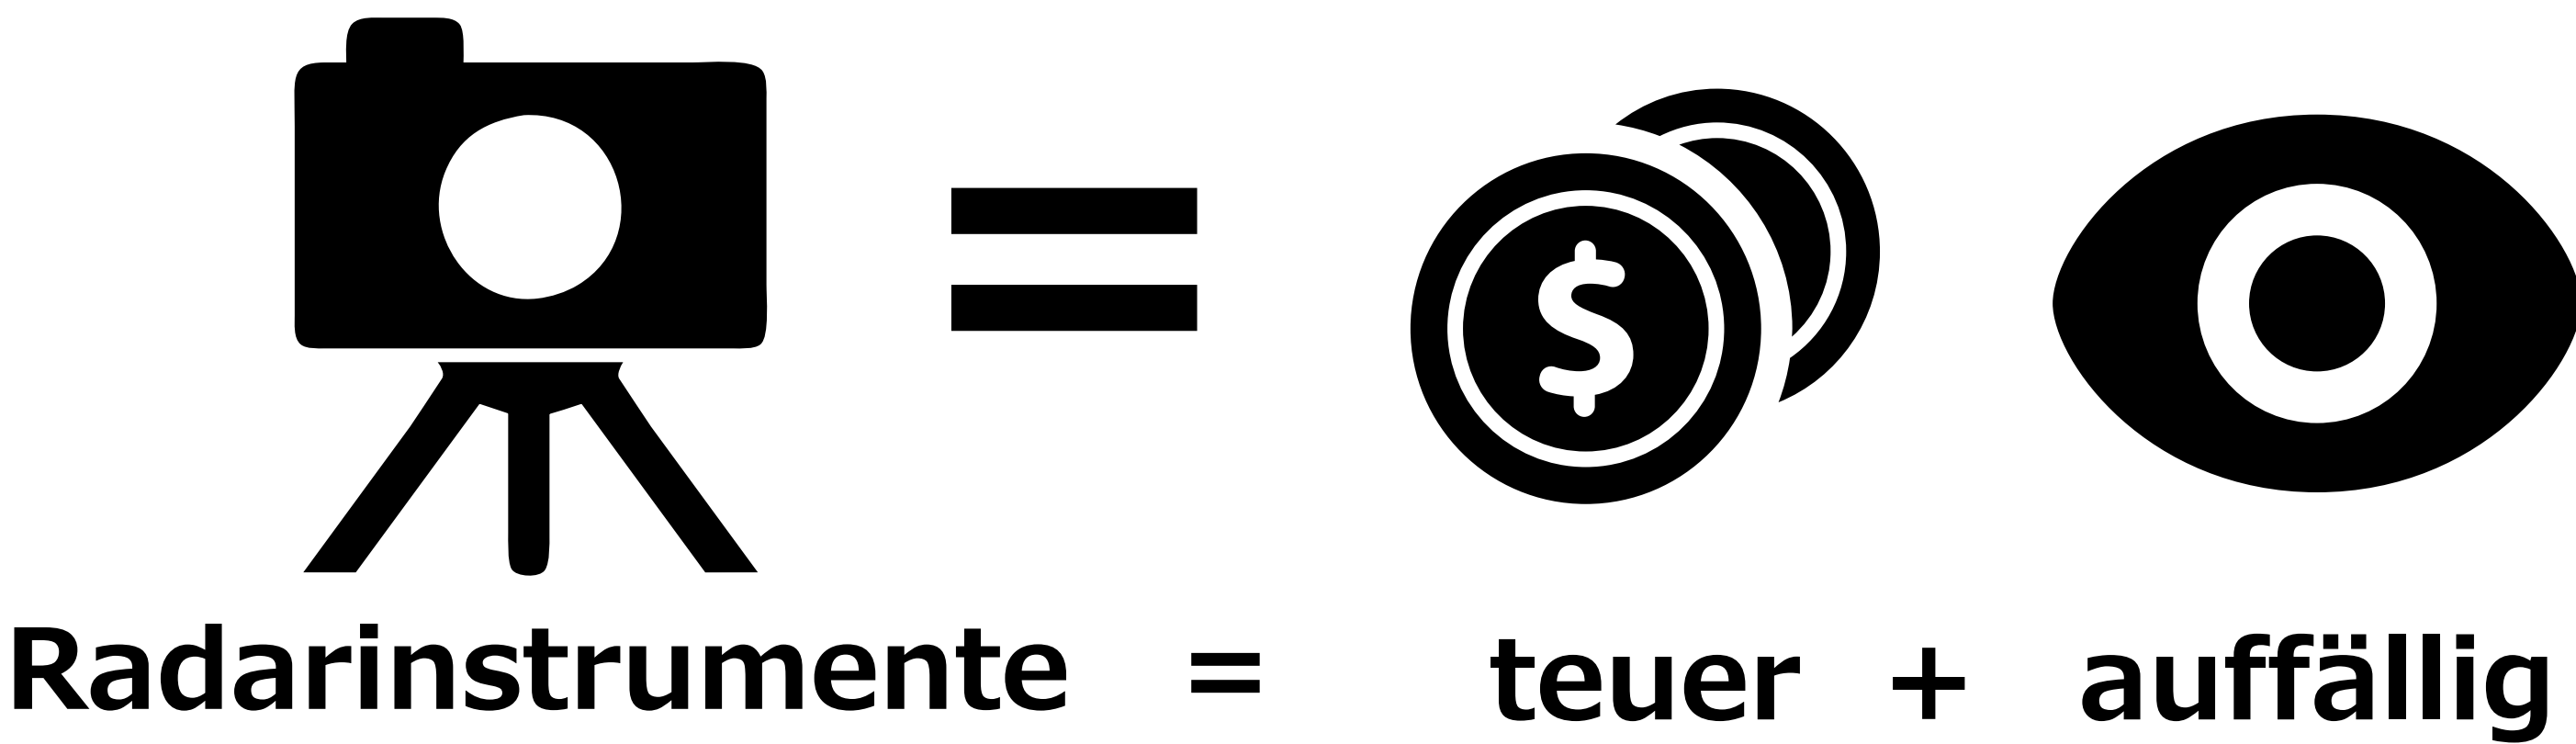 Radarinstrumente = teuer + auffällig